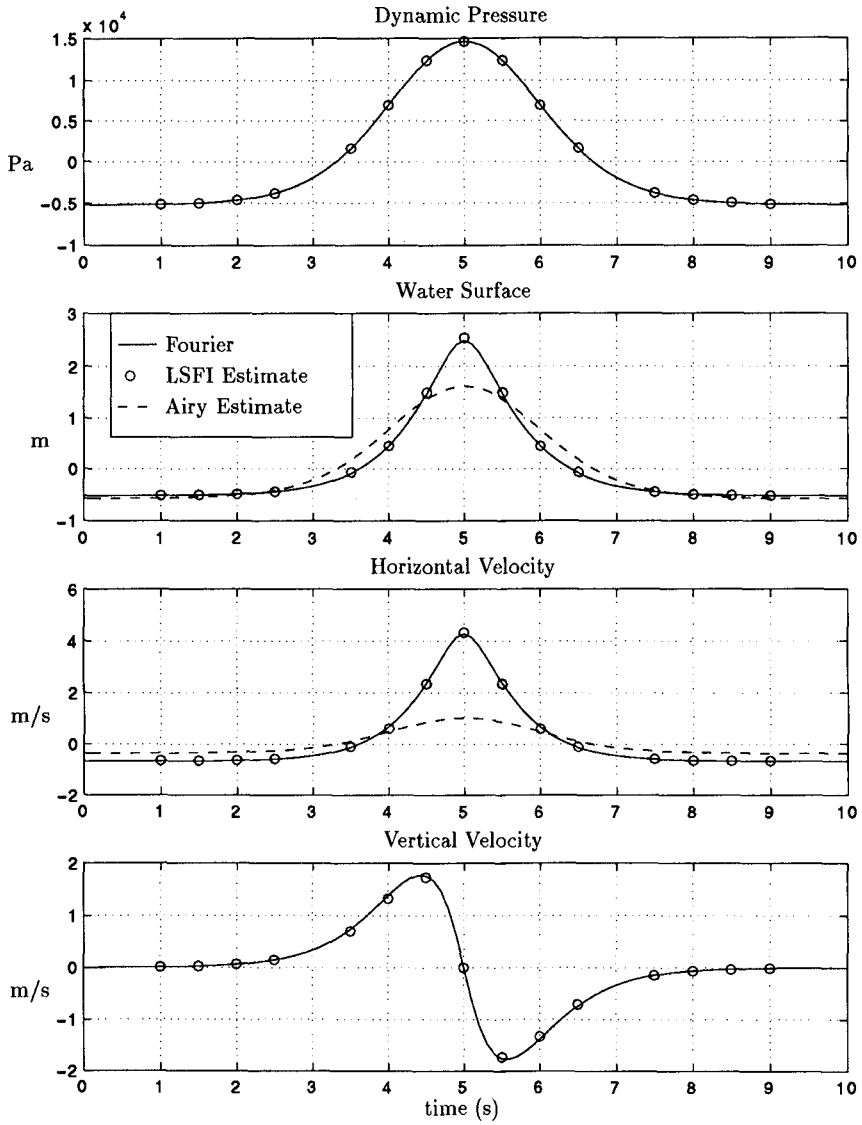 Dynamic Pressure
x 10^4
1.5
1
0.5
Pa
0
−0.5
−1
0 1 2 3 4 5 6 7 8 9 10
Water Surface
3
Fourier
2
LSFI Estimate
1
Airy Estimate
m
0
−1
0 1 2 3 4 5 6 7 8 9 10
Horizontal Velocity
6
4
2
m/s
0
−2
0 1 2 3 4 5 6 7 8 9 10
Vertical Velocity
2
1
0
m/s
−1
−2
0 1 2 3 4 5 6 7 8 9 10
time (s)